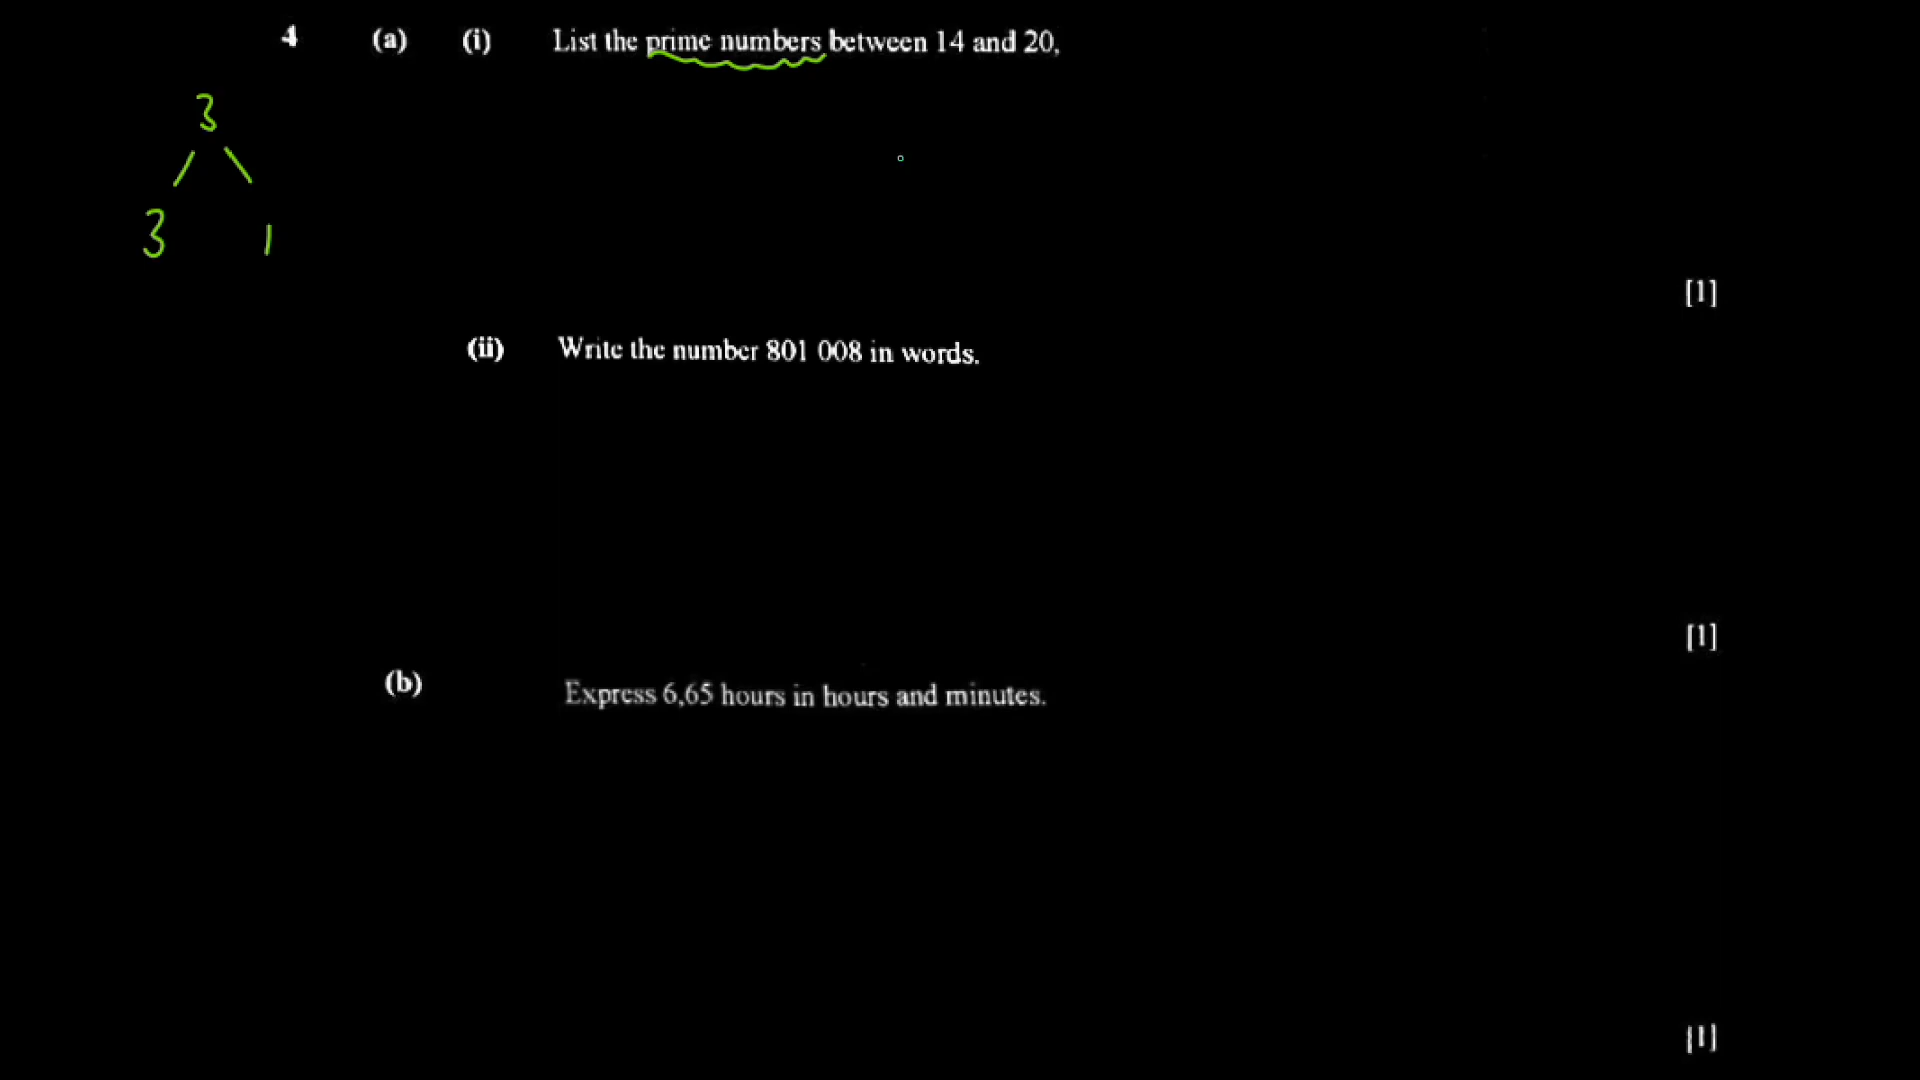 4 (a) (i) List the prime numbers between 14 and 20,
3
3 1
[1]
(ii) Write the number 801 008 in words.
[1]
(b) Express 6,65 hours in hours and minutes.
[1]